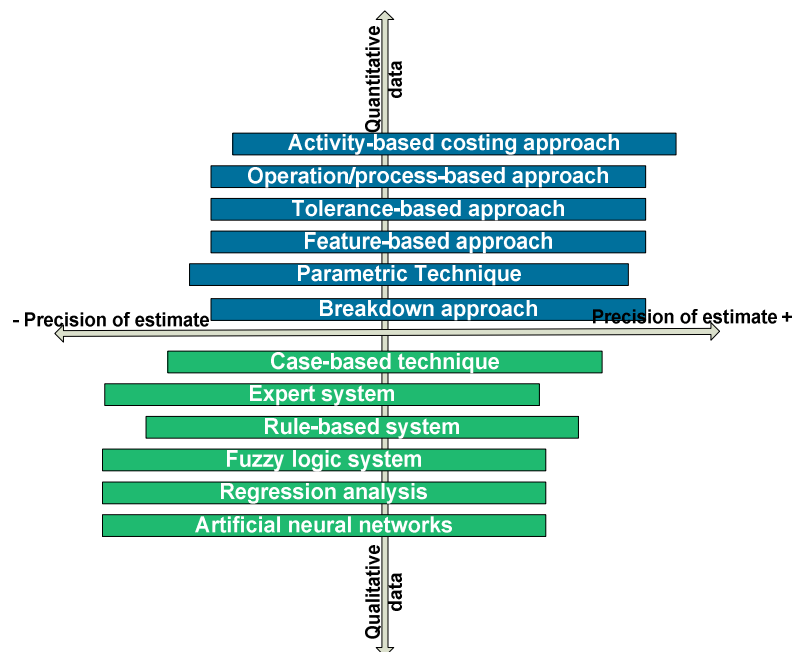 Quantitative
data
Activity-based costing approach
Operation/process-based approach
Tolerance-based approach
Feature-based approach
Parametric Technique
Breakdown approach
- Precision of estimate
Precision of estimate +
Case-based technique
Expert system
Rule-based system
Fuzzy logic system
Regression analysis
Artificial neural networks
Qualitative
data